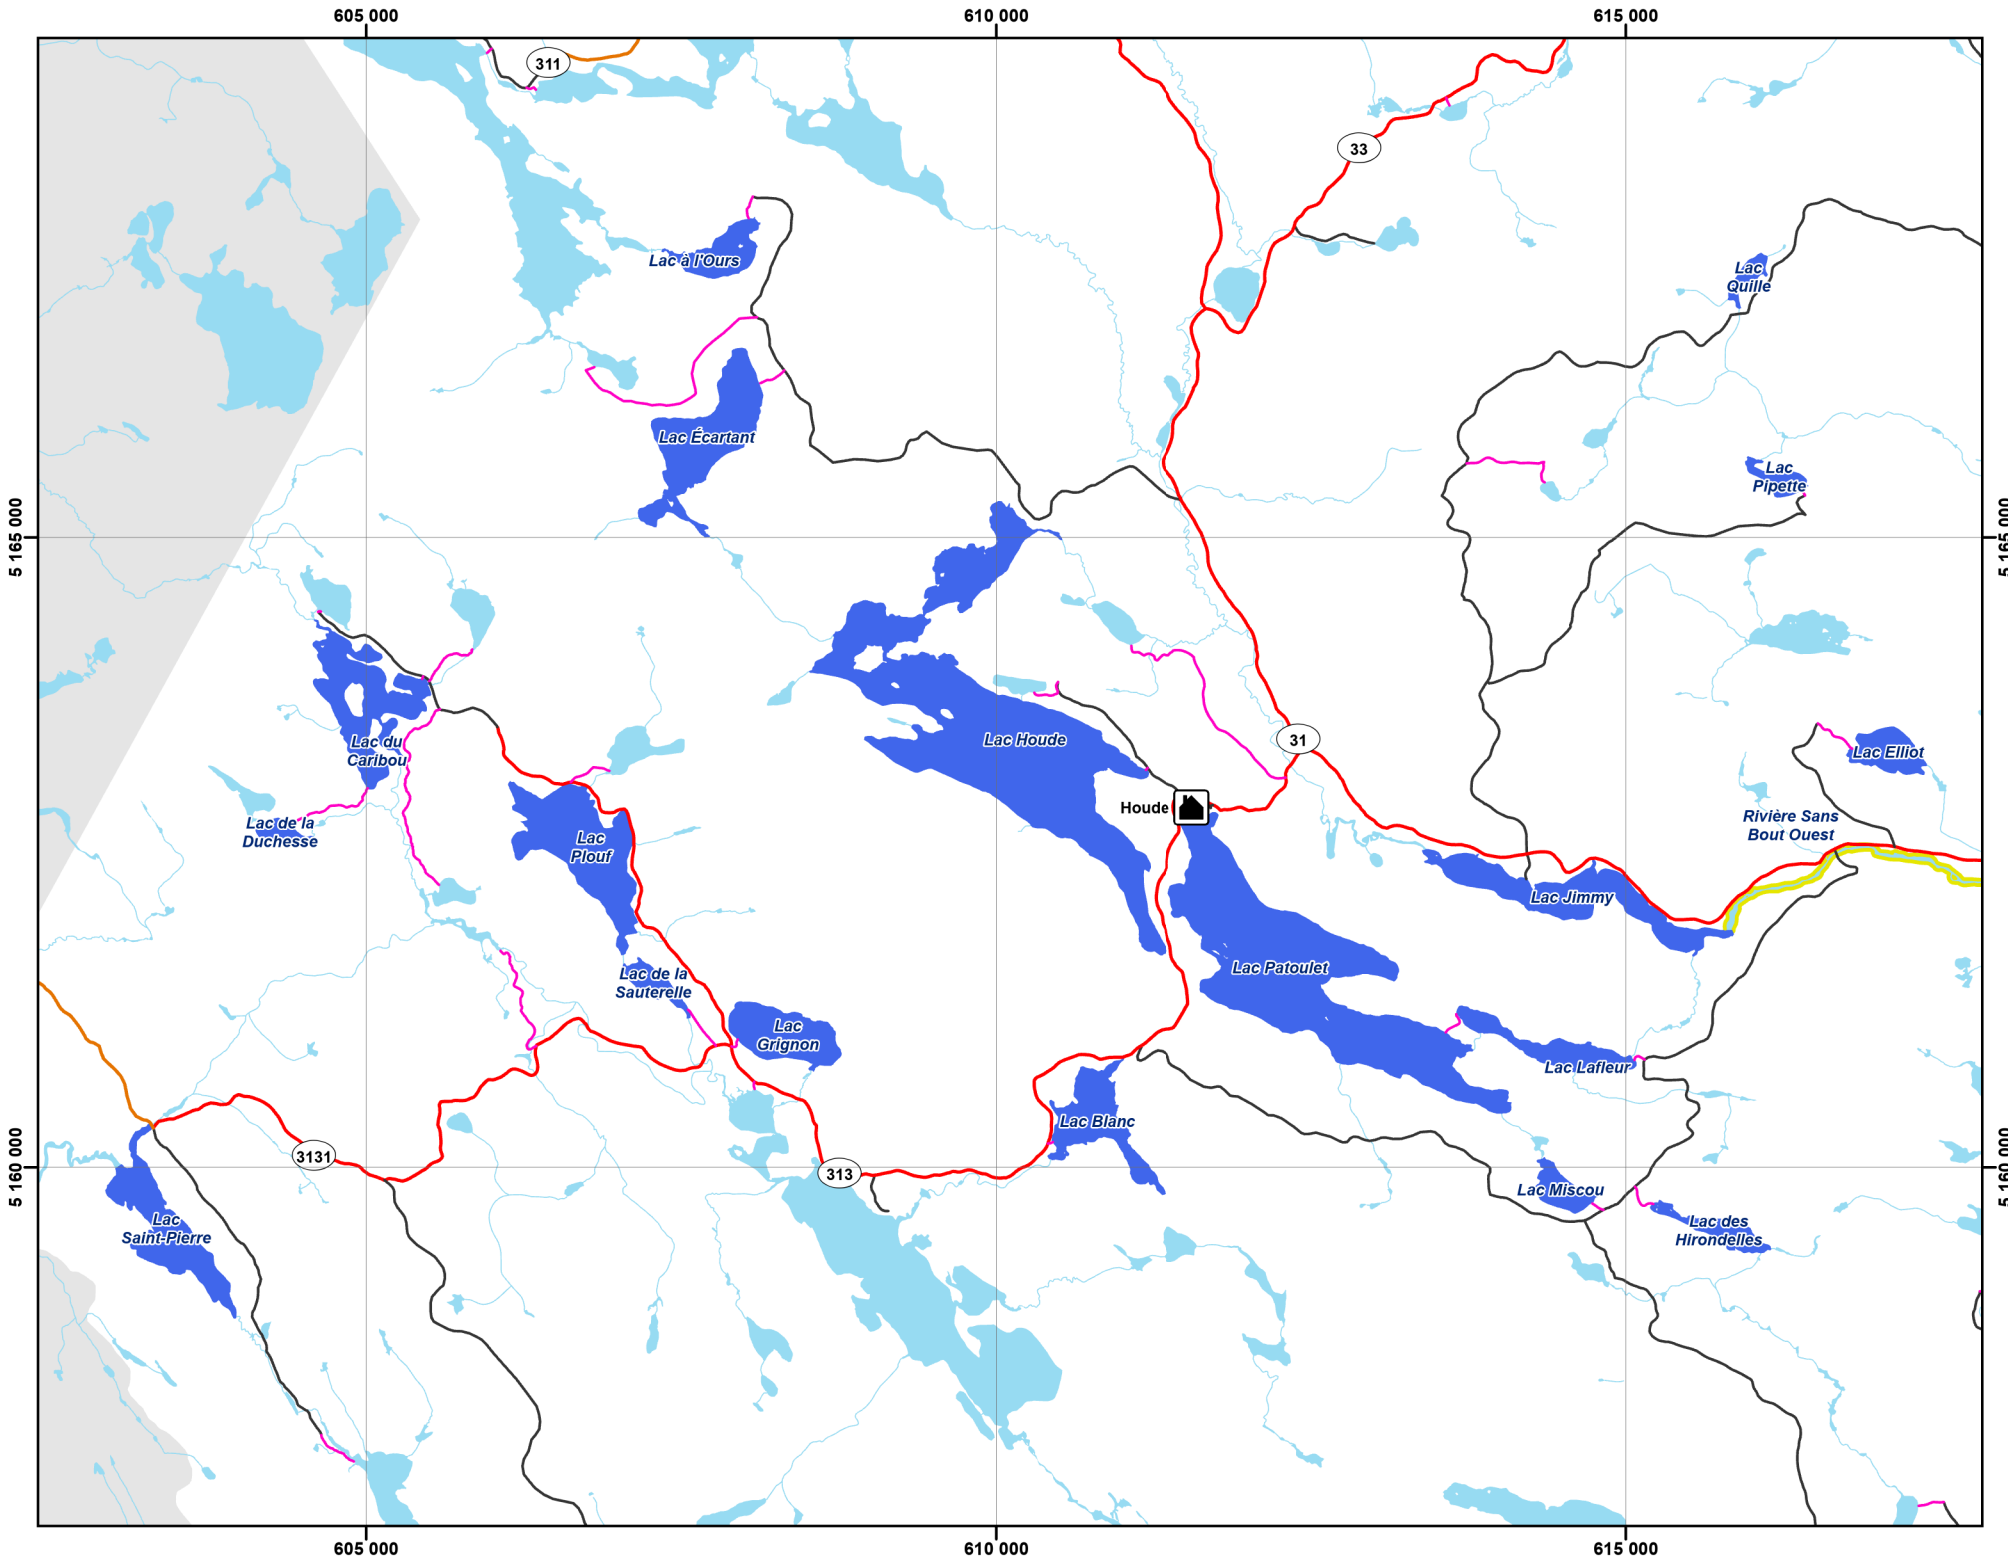 605 000
610 000
615 000
311
33
Lac à l'Ours
Lac
Quille
Lac Écartant
Lac
Pipette
5 165 000
5 165 000
Lac du
Caribou
Lac Houde
31
Lac Elliot
Houde
Lac de la
Duchesse
Lac
Plouf
Rivière Sans
Bout Ouest
Lac Jimmy
Lac Patoulet
Lac de la
Sauterelle
Lac
Grignon
Lac Lafleur
Lac Blanc
3131
313
5 160 000
5 160 000
Lac Miscou
Lac
Saint-Pierre
Lac des
Hirondelles
605 000
610 000
615 000